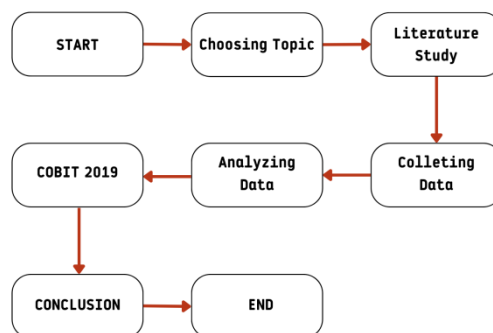 START
Choosing Topic
Literature
Study
Colleting
Data
Analyzing
Data
COBIT 2019
CONCLUSION
END